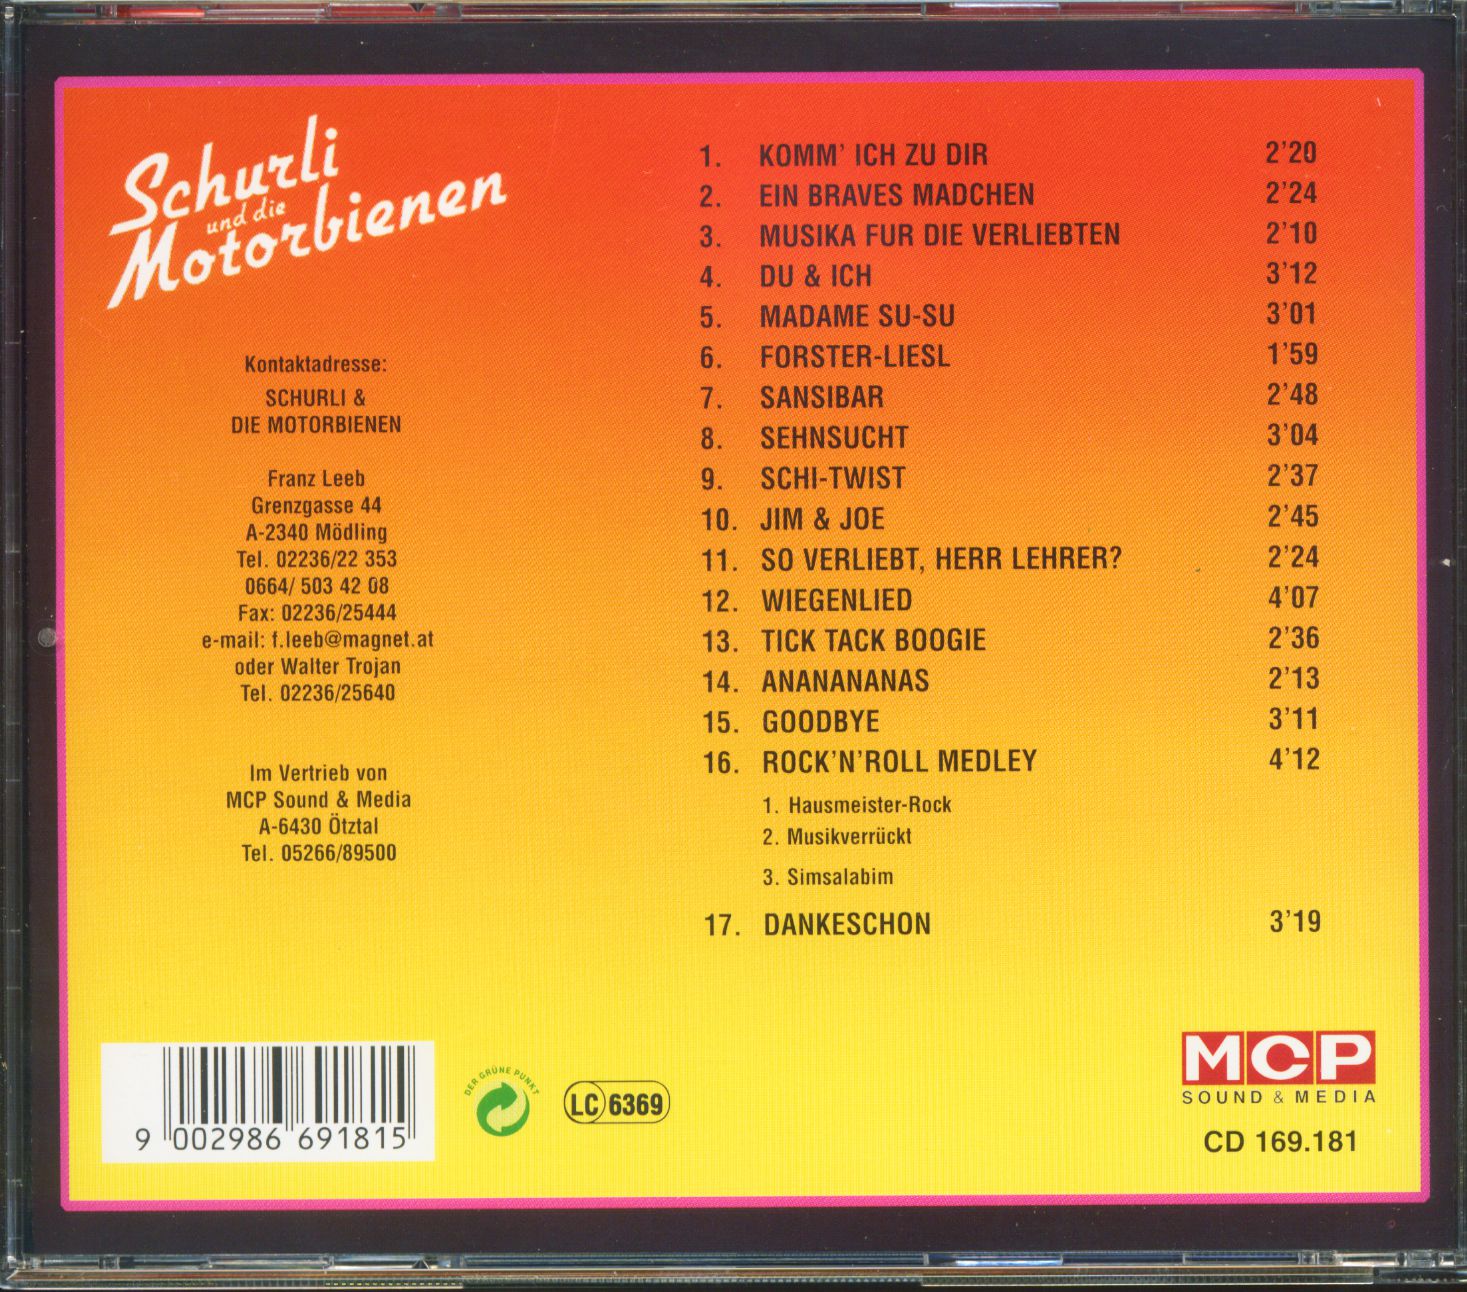 Schurli
und die
Motorbienen
Kontaktadresse:
SCHURLI &
DIE MOTORBIENEN
Franz Leeb
Grenzgasse 44
A-2340 Mödling
Tel. 02236/22 353
0664/ 503 42 08
Fax: 02236/25444
e-mail: f.leeb@magnet.at
oder Walter Trojan
Tel. 02236/25640
Im Vertrieb von
MCP Sound & Media
A-6430 Ötztal
Tel. 05266/89500
1. KOMM' ICH ZU DIR 2'20
2. EIN BRAVES MADCHEN 2'24
3. MUSIKA FUR DIE VERLIEBTEN 2'10
4. DU & ICH 3'12
5. MADAME SU-SU 3'01
6. FORSTER-LIESL 1'59
7. SANSIBAR 2'48
8. SEHNSUCHT 3'04
9. SCHI-TWIST 2'37
10. JIM & JOE 2'45
11. SO VERLIEBT, HERR LEHRER? 2'24
12. WIEGENLIED 4'07
13. TICK TACK BOOGIE 2'36
14. ANANANANAS 2'13
15. GOODBYE 3'11
16. ROCK'N'ROLL MEDLEY 4'12
1. Hausmeister-Rock
2. Musikverrückt
3. Simsalabim
17. DANKESCHON 3'19
9 002986 691815
DER GRÜNE PUNKT
LC 6369
MCP
SOUND & MEDIA
CD 169.181